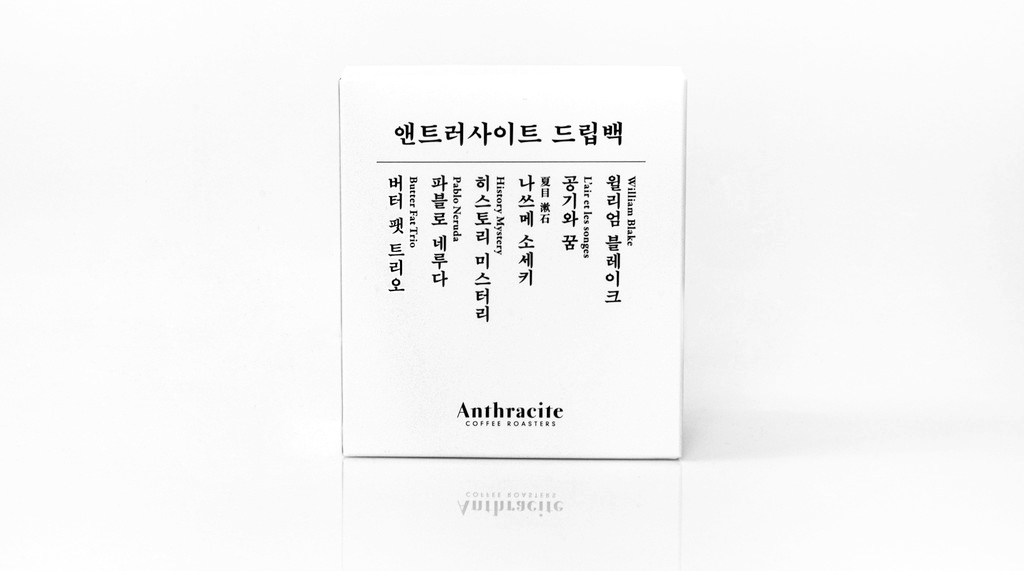 앤트러사이트 드립백
William Blake
윌리엄 블레이크
L'air et les songes
공기와 꿈
夏目 漱石
나쓰메 소세키
History Mystery
히스토리 미스터리
Pablo Neruda
파블로 네루다
Butter Fat Trio
버터 팻 트리오
Anthracite
COFFEE ROASTERS